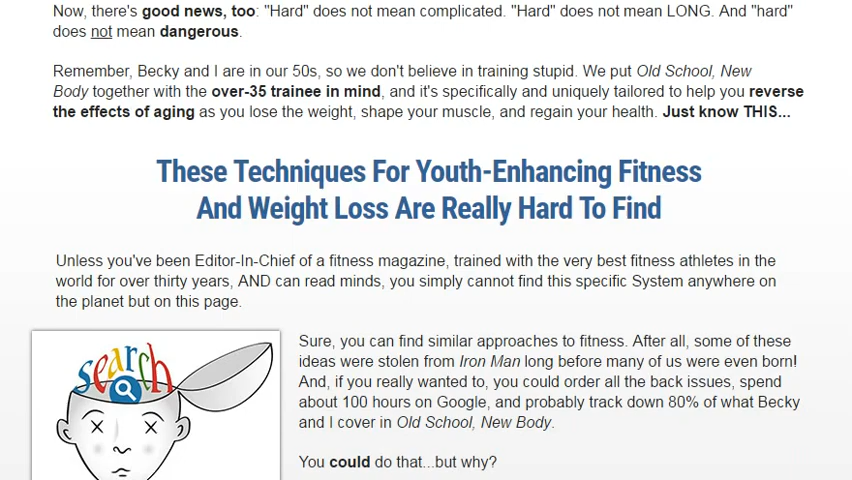 Now, there's good news, too: "Hard" does not mean complicated. "Hard" does not mean LONG. And "hard"
does not mean dangerous.
Remember, Becky and I are in our 50s, so we don't believe in training stupid. We put Old School, New
Body together with the over-35 trainee in mind, and it's specifically and uniquely tailored to help you reverse
the effects of aging as you lose the weight, shape your muscle, and regain your health. Just know THIS...
These Techniques For Youth-Enhancing Fitness
And Weight Loss Are Really Hard To Find
Unless you've been Editor-In-Chief of a fitness magazine, trained with the very best fitness athletes in the
world for over thirty years, AND can read minds, you simply cannot find this specific System anywhere on
the planet but on this page.
search
Sure, you can find similar approaches to fitness. After all, some of these
ideas were stolen from Iron Man long before many of us were even born!
And, if you really wanted to, you could order all the back issues, spend
about 100 hours on Google, and probably track down 80% of what Becky
and I cover in Old School, New Body.
You could do that...but why?